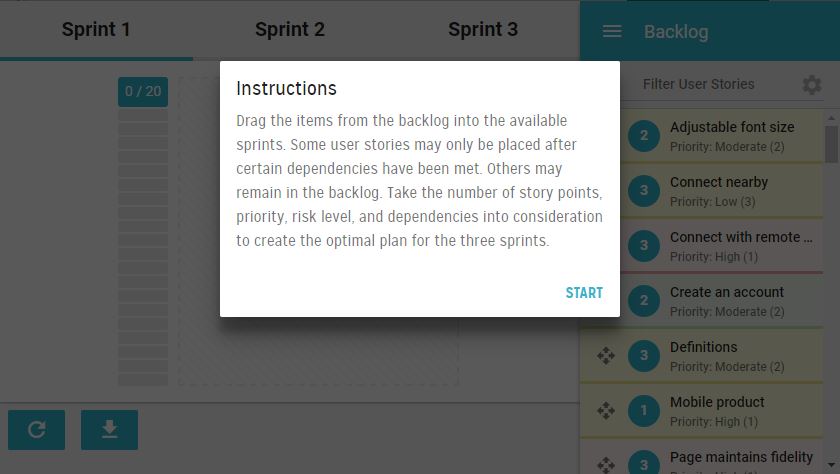 Sprint 1
Sprint 2
Sprint 3
Backlog
0 / 20
Filter User Stories
Instructions
Drag the items from the backlog into the available
sprints. Some user stories may only be placed after
certain dependencies have been met. Others may
remain in the backlog. Take the number of story points,
priority, risk level, and dependencies into consideration
to create the optimal plan for the three sprints.
START
2
Adjustable font size
Priority: Moderate (2)
3
Connect nearby
Priority: Low (3)
3
Connect with remote ...
Priority: High (1)
2
Create an account
Priority: Moderate (2)
3
Definitions
Priority: Moderate (2)
1
Mobile product
Priority: High (1)
3
Page maintains fidelity